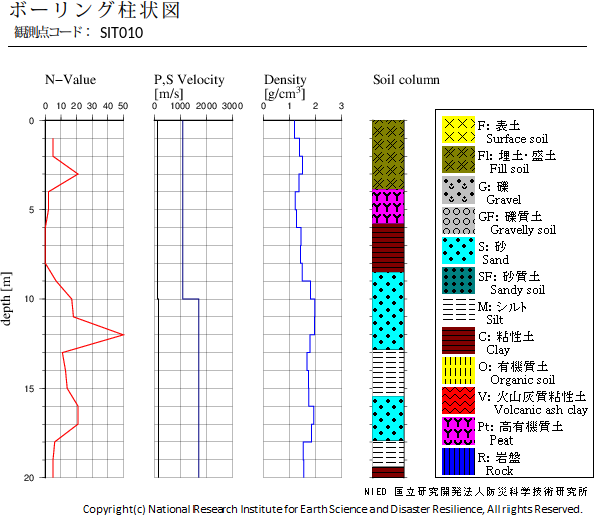 ボーリング柱状図
観測点コード: SIT010
N-Value
P,S Velocity
[m/s]
Density
[g/cm³]
Soil column
0 10 20 30 40 50
0 1000 2000 3000
0 1 2 3
0
5
10
15
20
depth [m]
F: 表土
Surface soil
Fl: 埋土・盛土
Fill soil
G: 礫
Gravel
GF: 礫質土
Gravelly soil
S: 砂
Sand
SF: 砂質土
Sandy soil
M: シルト
Silt
C: 粘性土
Clay
O: 有機質土
Organic soil
V: 火山灰質粘性土
Volcanic ash clay
Pt: 高有機質土
Peat
R: 岩盤
Rock
NIED 国立研究開発法人防災科学技術研究所
Copyright(c) National Research Institute for Earth Science and Disaster Resilience, All rights Reserved.